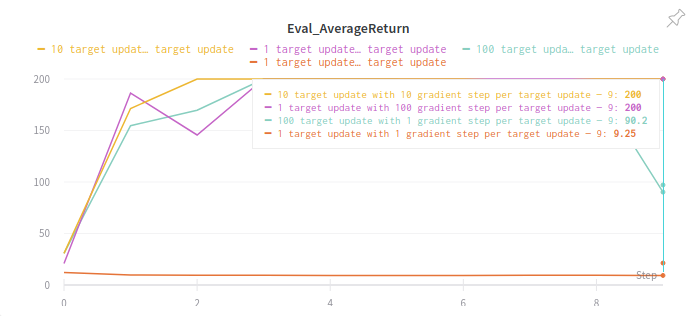 Eval_AverageReturn
10 target updat… target update 1 target update… target update 100 target upda… target update
1 target update… target update
200
10 target update with 10 gradient step per target update – 9: 200
1 target update with 100 gradient step per target update – 9: 200
100 target update with 1 gradient step per target update – 9: 90.2
1 target update with 1 gradient step per target update – 9: 9.25
150
100
50
Step
0
0 2 4 6 8